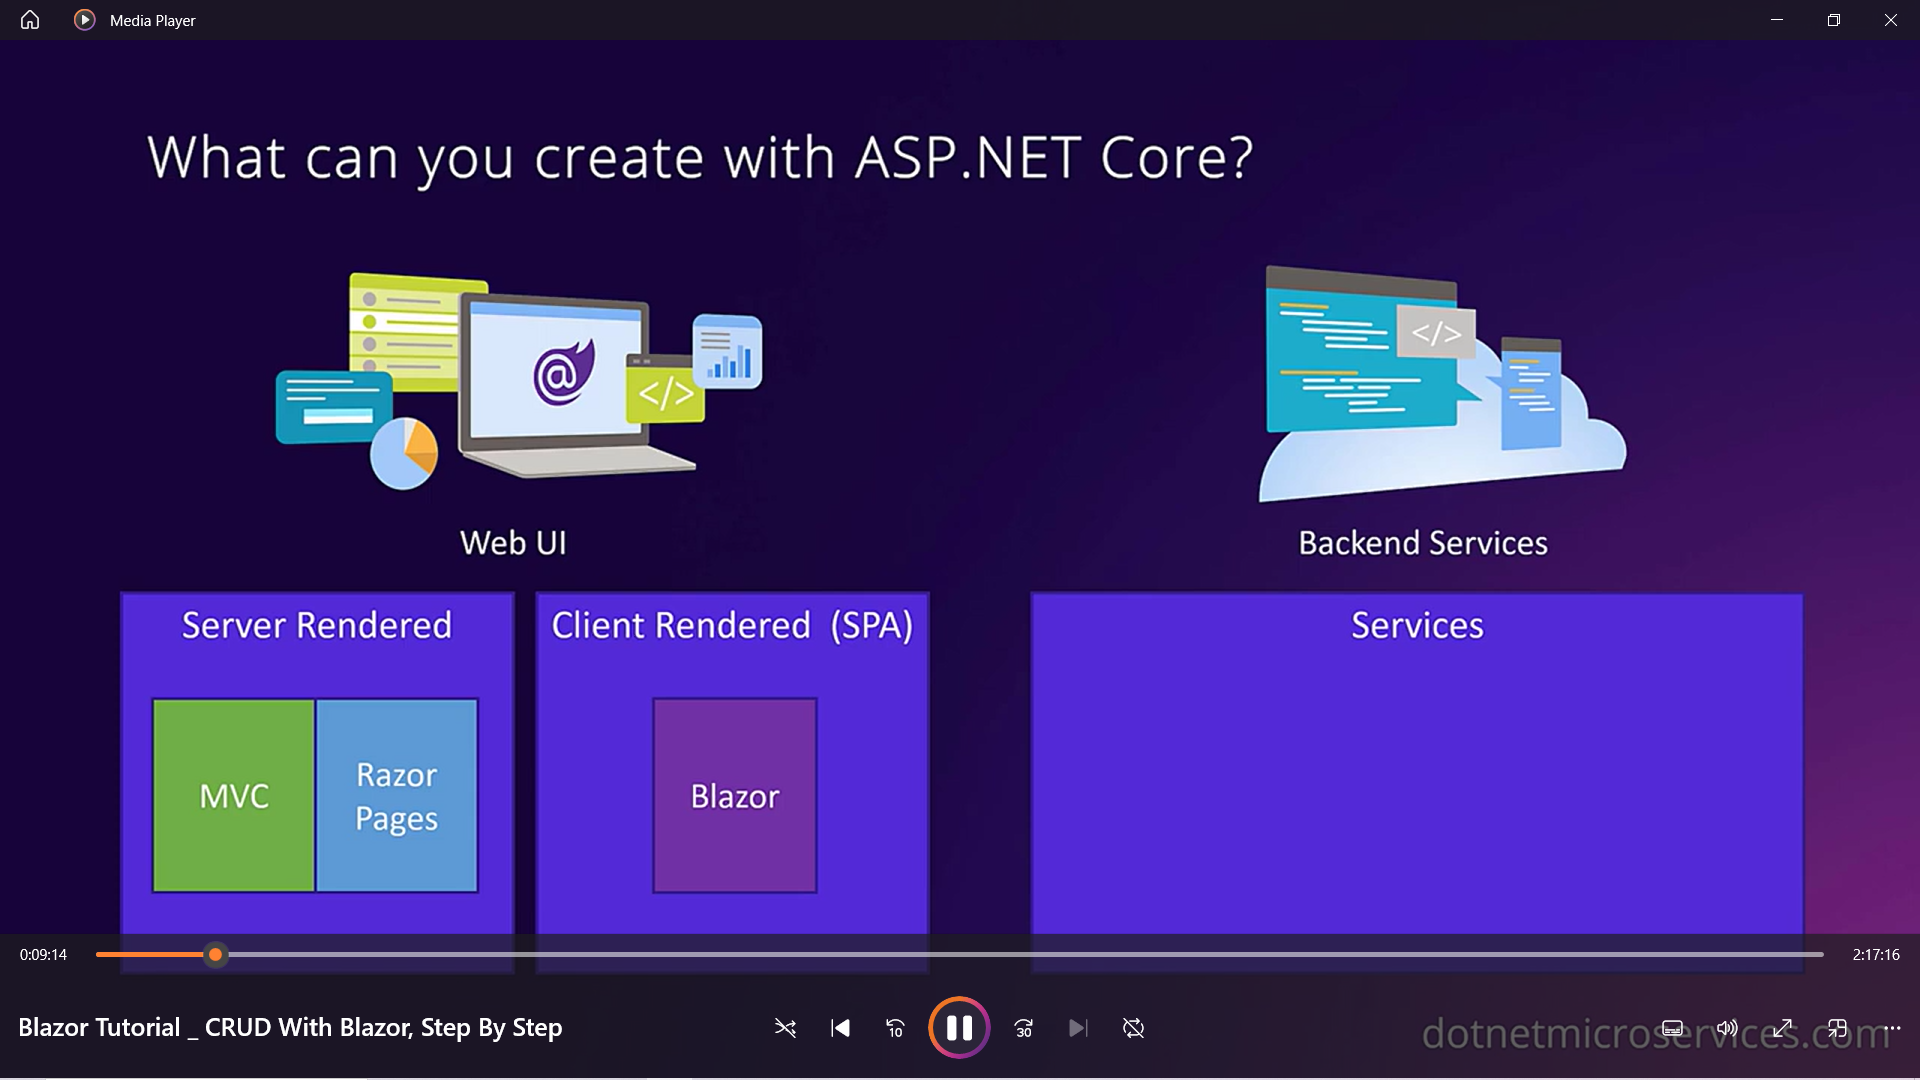 Media Player
What can you create with ASP.NET Core?
@
</>
</>
Web UI
Backend Services
Server Rendered
Client Rendered (SPA)
Services
MVC
Razor
Pages
Blazor
0:09:14
2:17:16
Blazor Tutorial _ CRUD With Blazor, Step By Step
10
30
dotnetmicroservices.com